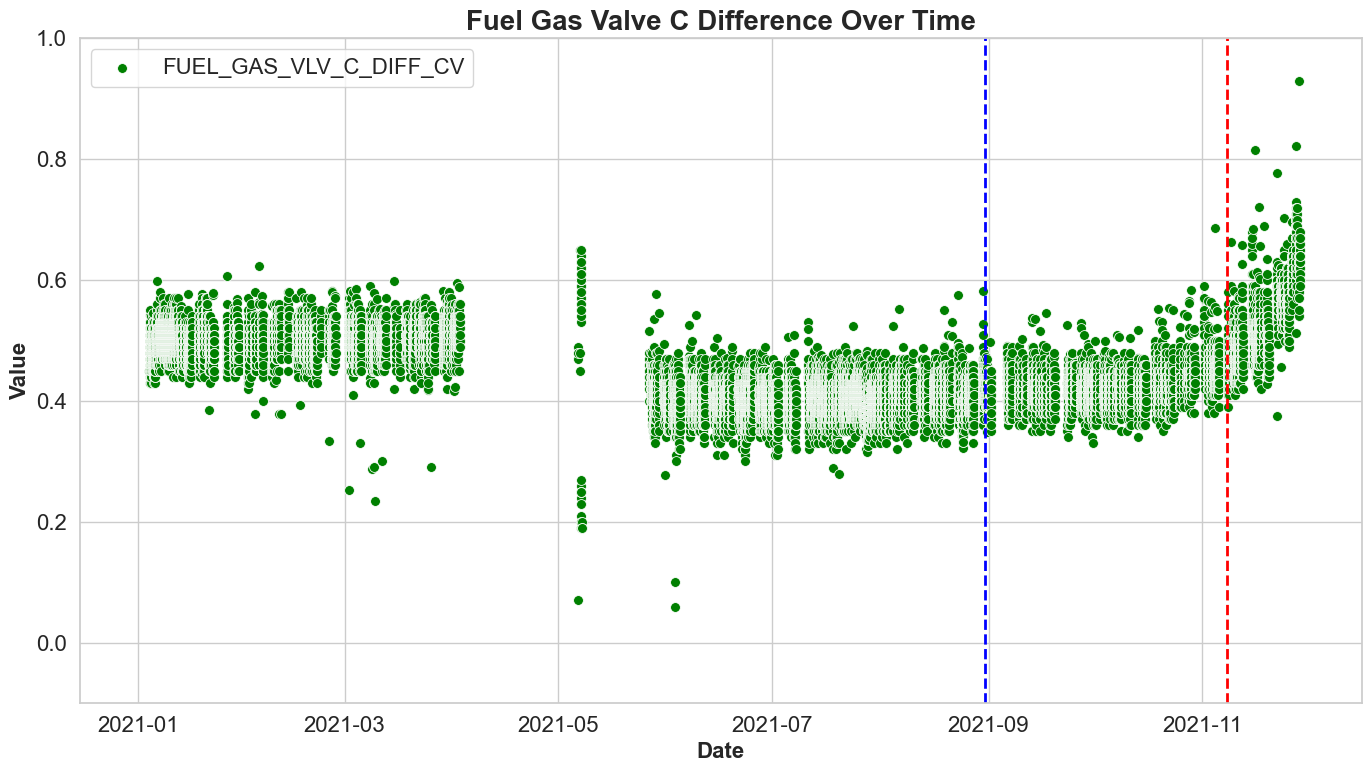 Fuel Gas Valve C Difference Over Time
FUEL_GAS_VLV_C_DIFF_CV
Value
1.0
0.8
0.6
0.4
0.2
0.0
2021-01 2021-03 2021-05 2021-07 2021-09 2021-11
Date